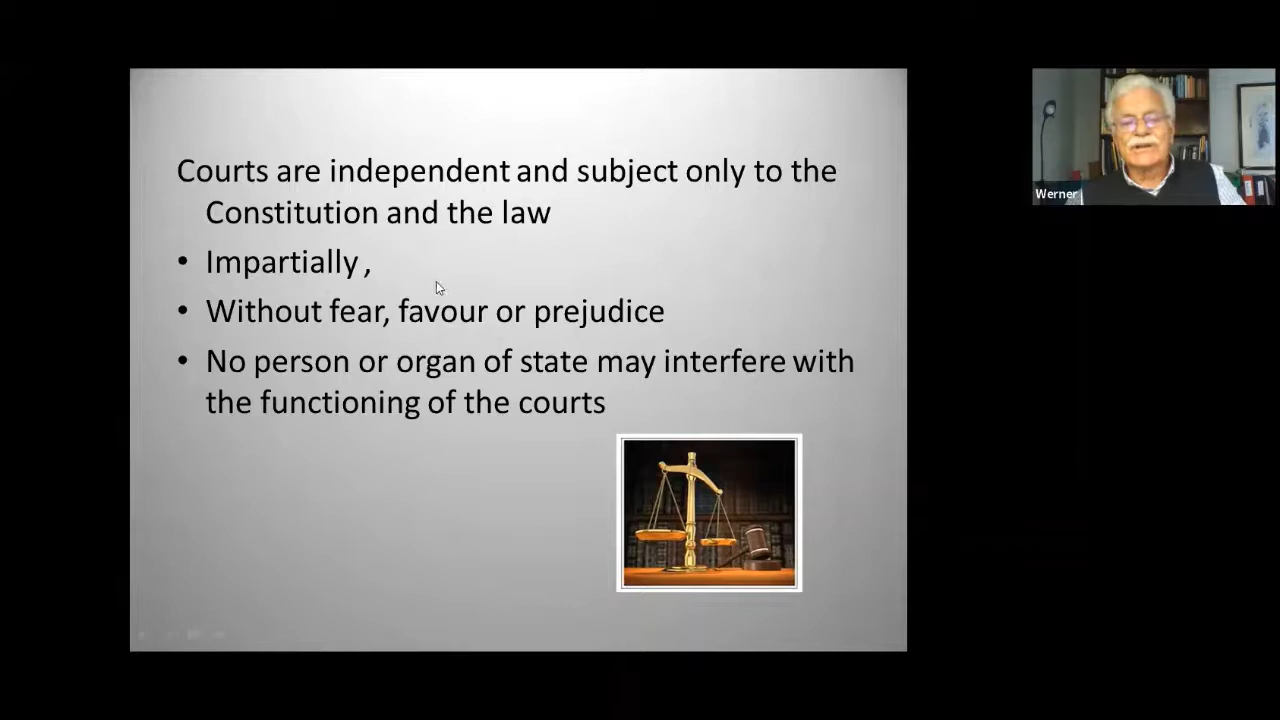 Courts are independent and subject only to the
Constitution and the law
• Impartially ,
• Without fear, favour or prejudice
• No person or organ of state may interfere with
the functioning of the courts
Werner